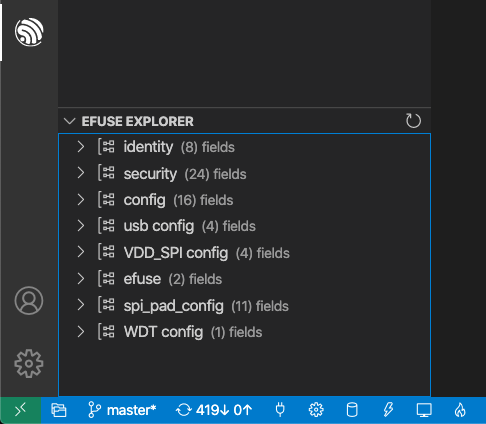 EFUSE EXPLORER
identity (8) fields
security (24) fields
config (16) fields
usb config (4) fields
VDD_SPI config (4) fields
efuse (2) fields
spi_pad_config (11) fields
WDT config (1) fields
master* 419↓ 0↑